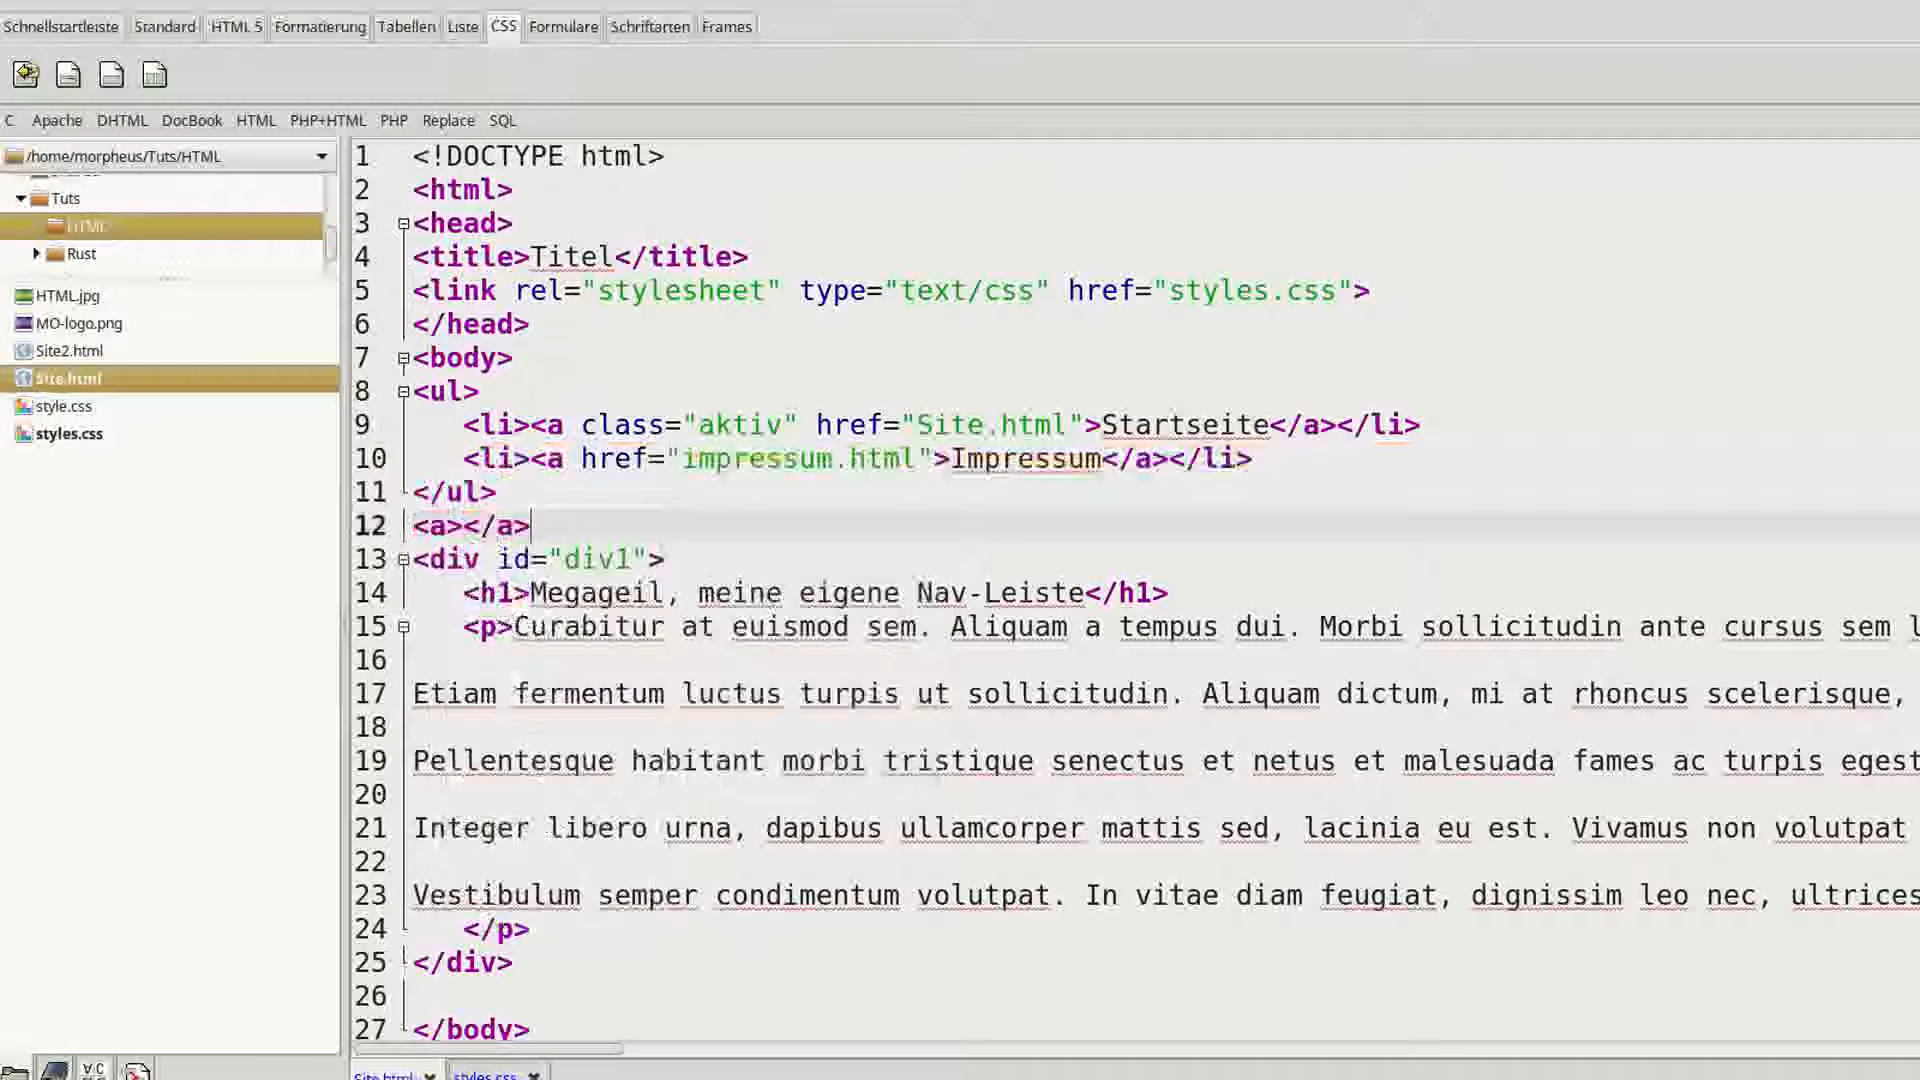 Schnellstartleiste Standard HTML 5 Formatierung Tabellen Liste CSS Formulare Schriftarten Frames
C Apache DHTML DocBook HTML PHP+HTML PHP Replace SQL
/home/morpheus/Tuts/HTML
Tuts
HTML
Rust
HTML.jpg
MO-logo.png
Site2.html
Site.html
style.css
styles.css
1 <!DOCTYPE html>
2 <html>
3 <head>
4 <title>Titel</title>
5 <link rel="stylesheet" type="text/css" href="styles.css">
6 </head>
7 <body>
8 <ul>
9 <li><a class="aktiv" href="Site.html">Startseite</a></li>
10 <li><a href="impressum.html">Impressum</a></li>
11 </ul>
12 <a></a>
13 <div id="div1">
14 <h1>Megageil, meine eigene Nav-Leiste</h1>
15 <p>Curabitur at euismod sem. Aliquam a tempus dui. Morbi sollicitudin ante cursus sem
16
17 Etiam fermentum luctus turpis ut sollicitudin. Aliquam dictum, mi at rhoncus scelerisque,
18
19 Pellentesque habitant morbi tristique senectus et netus et malesuada fames ac turpis egest
20
21 Integer libero urna, dapibus ullamcorper mattis sed, lacinia eu est. Vivamus non volutpat
22
23 Vestibulum semper condimentum volutpat. In vitae diam feugiat, dignissim leo nec, ultrices
24 </p>
25 </div>
26
27 </body>
Site.html styles.css